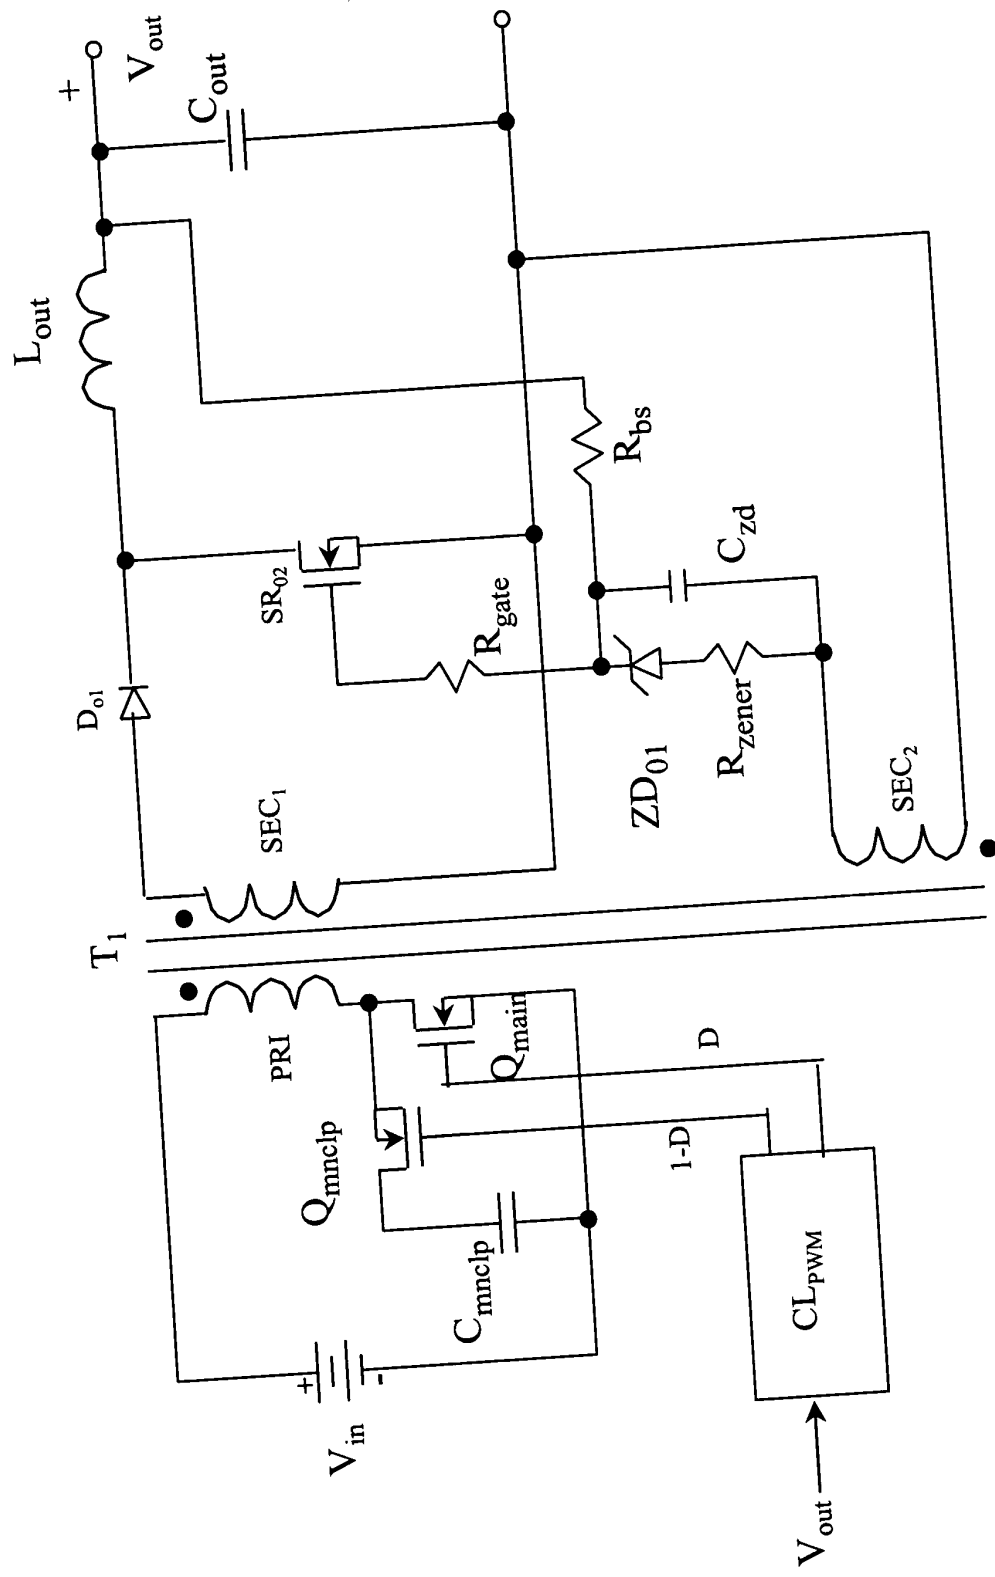 T1
Do1
Lout
+
Vout
Cout
SEC1
SR02
PRI
Rgate
Rbs
Qmnclp
Qmain
Vin
+
-
Cmnclp
ZD01
Rzener
Czd
SEC2
1-D
D
CLPWM
Vout